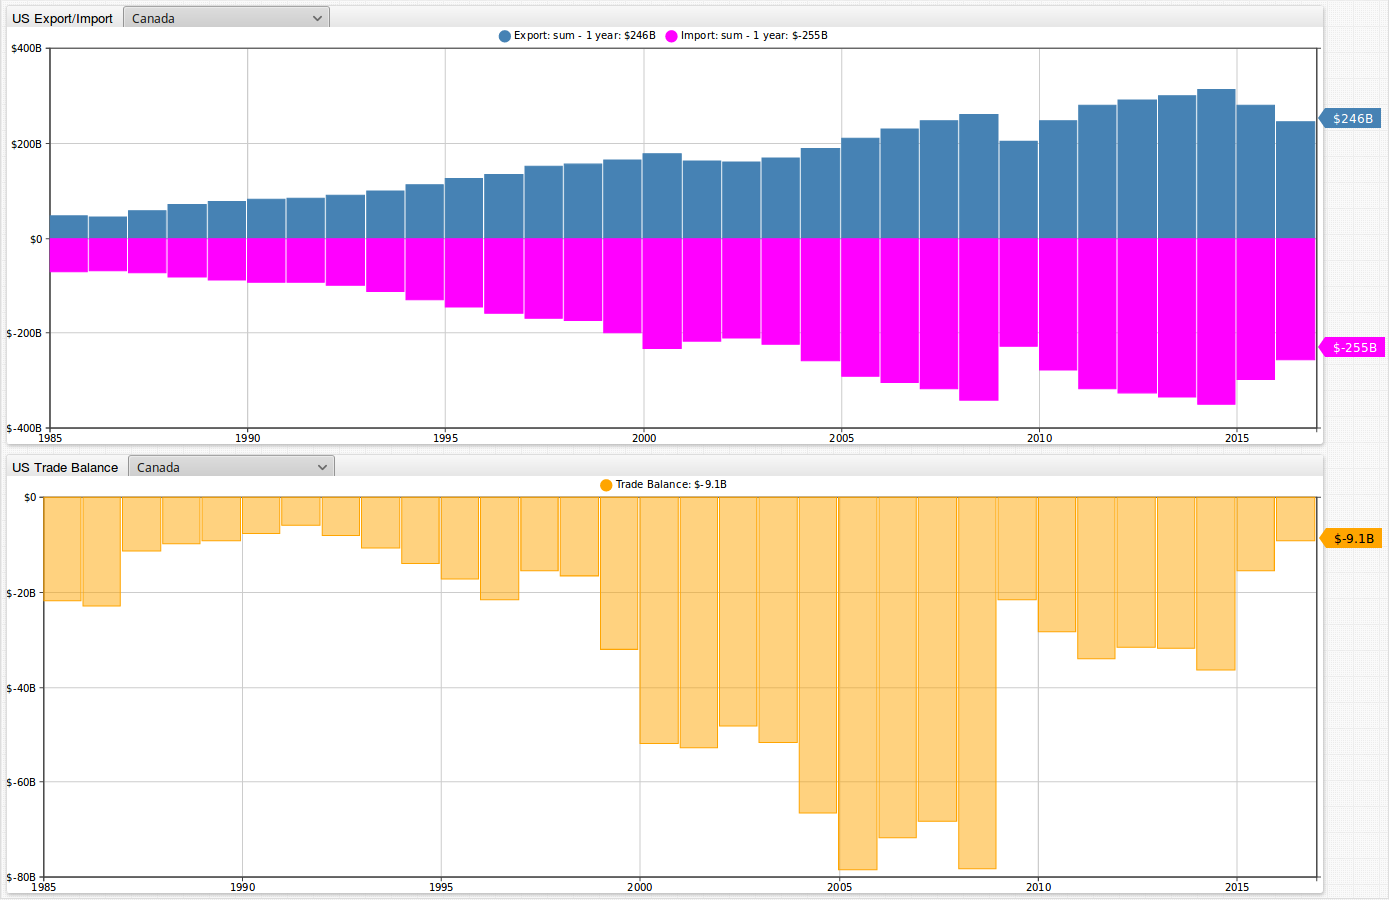 US Export/Import Canada
Export: sum - 1 year: $246B Import: sum - 1 year: $-255B
$400B
$246B
$200B
$0
$-200B
$-255B
$-400B
1985 1990 1995 2000 2005 2010 2015
US Trade Balance Canada
Trade Balance: $-9.1B
$0
$-9.1B
$-20B
$-40B
$-60B
$-80B
1985 1990 1995 2000 2005 2010 2015